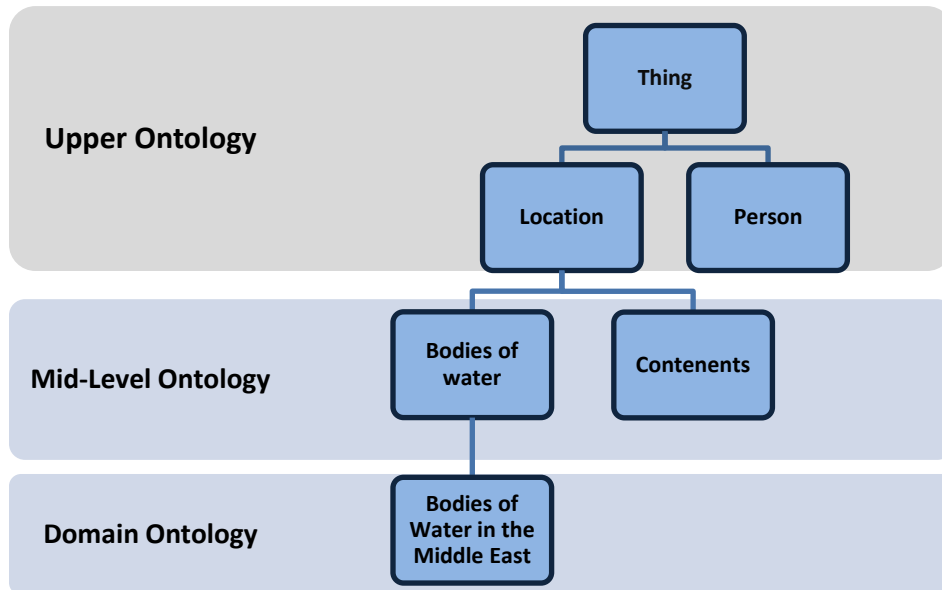 Thing
Upper Ontology
Location
Person
Bodies of
water
Contenents
Mid-Level Ontology
Bodies of
Water in the
Middle East
Domain Ontology